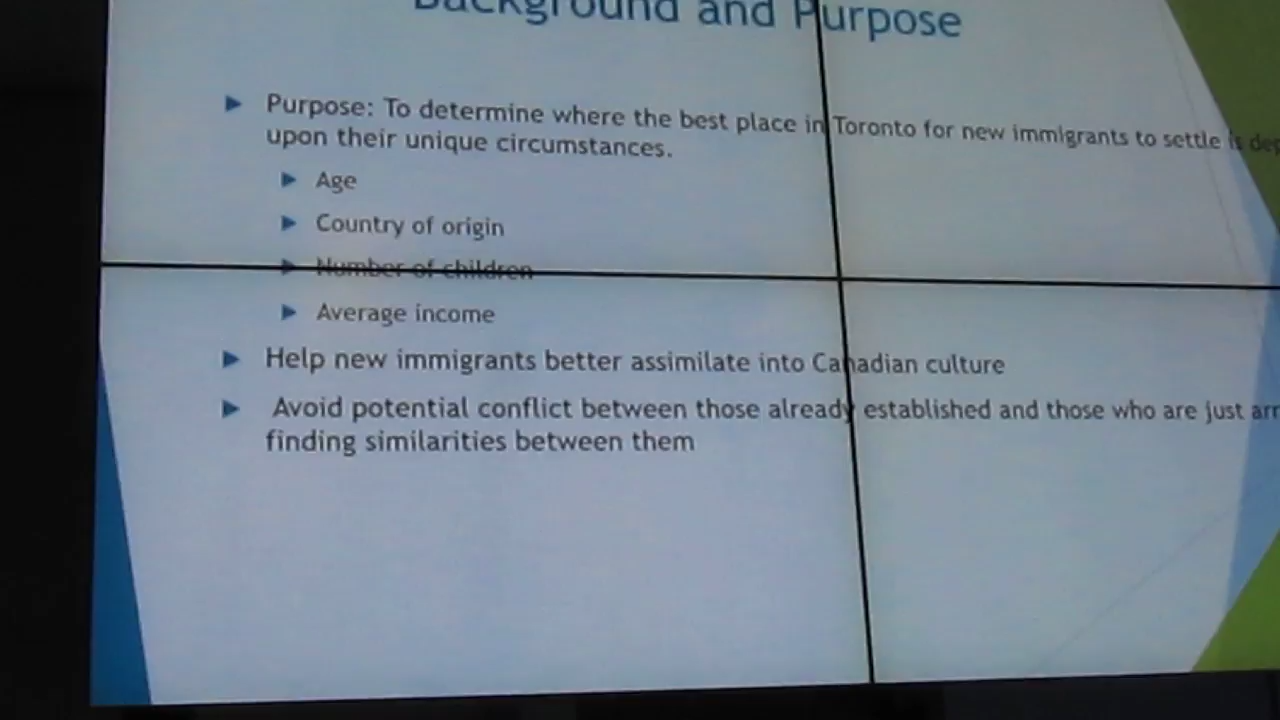 Background and Purpose
Purpose: To determine where the best place in Toronto for new immigrants to settle is
upon their unique circumstances.
Age
Country of origin
Number of children
Average income
Help new immigrants better assimilate into Canadian culture
Avoid potential conflict between those already established and those who are just
finding similarities between them